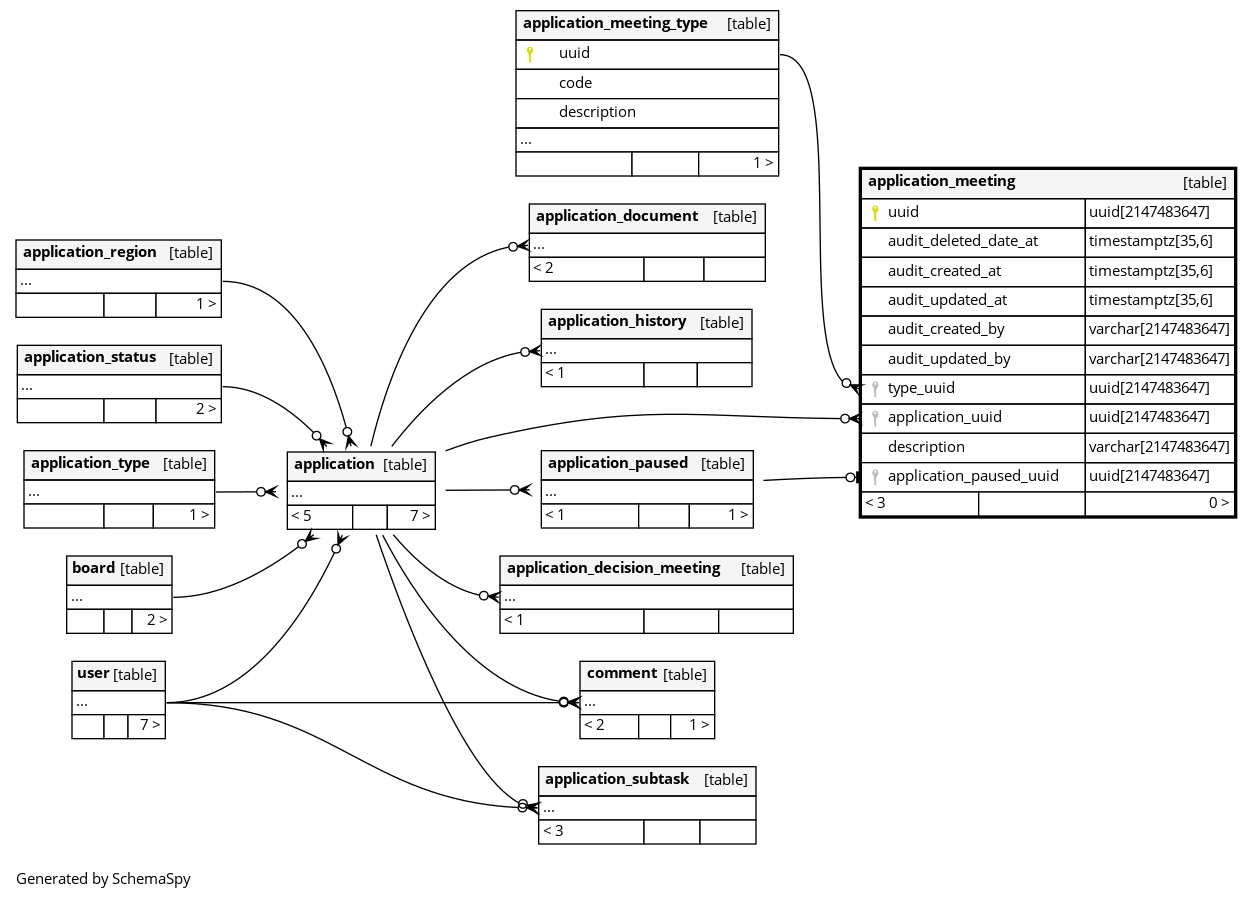 application_meeting_type [table]
uuid
code
description
...
1 >
application_meeting [table]
uuid uuid[2147483647]
audit_deleted_date_at timestamptz[35,6]
audit_created_at timestamptz[35,6]
audit_updated_at timestamptz[35,6]
audit_created_by varchar[2147483647]
audit_updated_by varchar[2147483647]
type_uuid uuid[2147483647]
application_uuid uuid[2147483647]
description varchar[2147483647]
application_paused_uuid uuid[2147483647]
< 3 0 >
application_document [table]
...
< 2
application_region [table]
...
1 >
application_history [table]
...
< 1
application_status [table]
...
2 >
application_type [table]
...
1 >
application [table]
...
< 5 7 >
application_paused [table]
...
< 1 1 >
board [table]
...
2 >
application_decision_meeting [table]
...
< 1
user [table]
...
7 >
comment [table]
...
< 2 1 >
application_subtask [table]
...
< 3
Generated by SchemaSpy